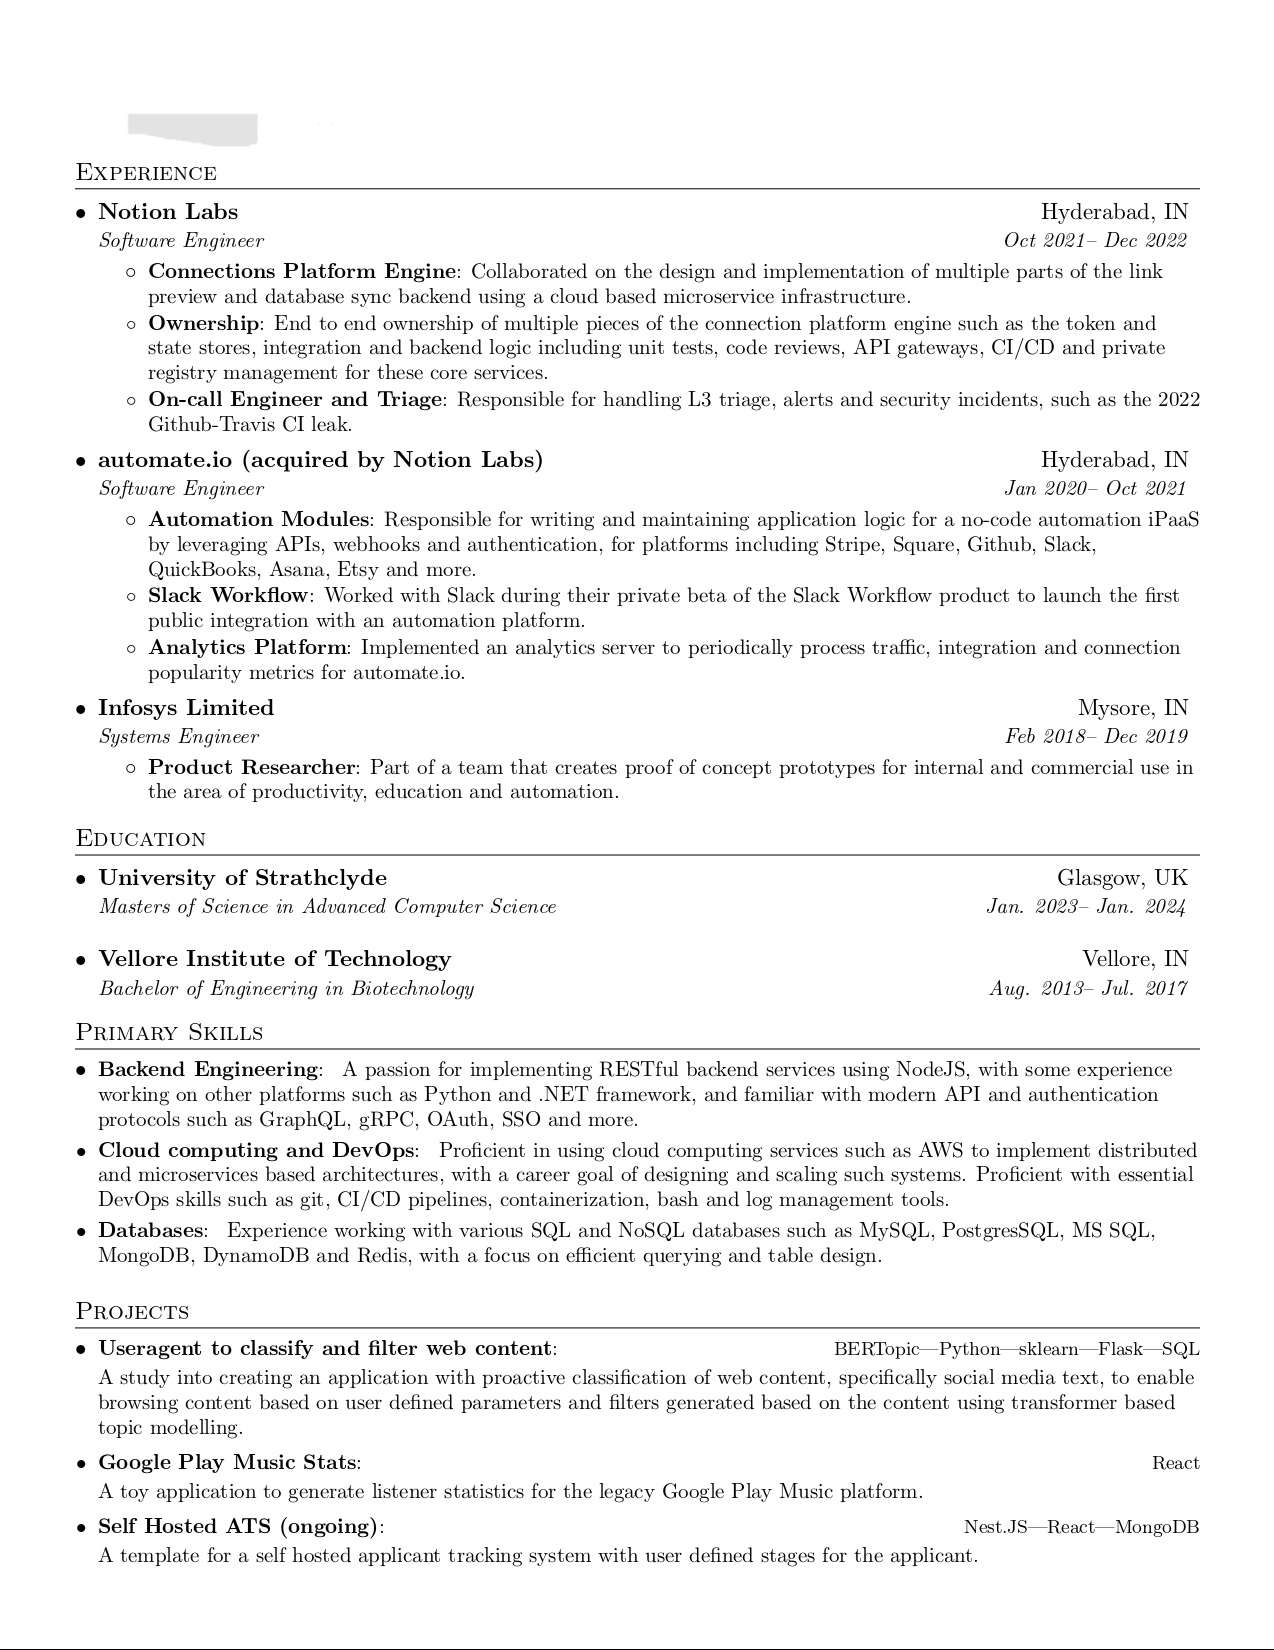 Experience
• Notion Labs Hyderabad, IN
Software Engineer Oct 2021– Dec 2022
◦ Connections Platform Engine: Collaborated on the design and implementation of multiple parts of the link
preview and database sync backend using a cloud based microservice infrastructure.
◦ Ownership: End to end ownership of multiple pieces of the connection platform engine such as the token and
state stores, integration and backend logic including unit tests, code reviews, API gateways, CI/CD and private
registry management for these core services.
◦ On-call Engineer and Triage: Responsible for handling L3 triage, alerts and security incidents, such as the 2022
Github-Travis CI leak.
• automate.io (acquired by Notion Labs) Hyderabad, IN
Software Engineer Jan 2020– Oct 2021
◦ Automation Modules: Responsible for writing and maintaining application logic for a no-code automation iPaaS
by leveraging APIs, webhooks and authentication, for platforms including Stripe, Square, Github, Slack,
QuickBooks, Asana, Etsy and more.
◦ Slack Workflow: Worked with Slack during their private beta of the Slack Workflow product to launch the first
public integration with an automation platform.
◦ Analytics Platform: Implemented an analytics server to periodically process traffic, integration and connection
popularity metrics for automate.io.
• Infosys Limited Mysore, IN
Systems Engineer Feb 2018– Dec 2019
◦ Product Researcher: Part of a team that creates proof of concept prototypes for internal and commercial use in
the area of productivity, education and automation.
Education
• University of Strathclyde Glasgow, UK
Masters of Science in Advanced Computer Science Jan. 2023– Jan. 2024
• Vellore Institute of Technology Vellore, IN
Bachelor of Engineering in Biotechnology Aug. 2013– Jul. 2017
Primary Skills
• Backend Engineering: A passion for implementing RESTful backend services using NodeJS, with some experience
working on other platforms such as Python and .NET framework, and familiar with modern API and authentication
protocols such as GraphQL, gRPC, OAuth, SSO and more.
• Cloud computing and DevOps: Proficient in using cloud computing services such as AWS to implement distributed
and microservices based architectures, with a career goal of designing and scaling such systems. Proficient with essential
DevOps skills such as git, CI/CD pipelines, containerization, bash and log management tools.
• Databases: Experience working with various SQL and NoSQL databases such as MySQL, PostgresSQL, MS SQL,
MongoDB, DynamoDB and Redis, with a focus on efficient querying and table design.
Projects
• Useragent to classify and filter web content: BERTopic—Python—sklearn—Flask—SQL
A study into creating an application with proactive classification of web content, specifically social media text, to enable
browsing content based on user defined parameters and filters generated based on the content using transformer based
topic modelling.
• Google Play Music Stats: React
A toy application to generate listener statistics for the legacy Google Play Music platform.
• Self Hosted ATS (ongoing): Nest.JS—React—MongoDB
A template for a self hosted applicant tracking system with user defined stages for the applicant.